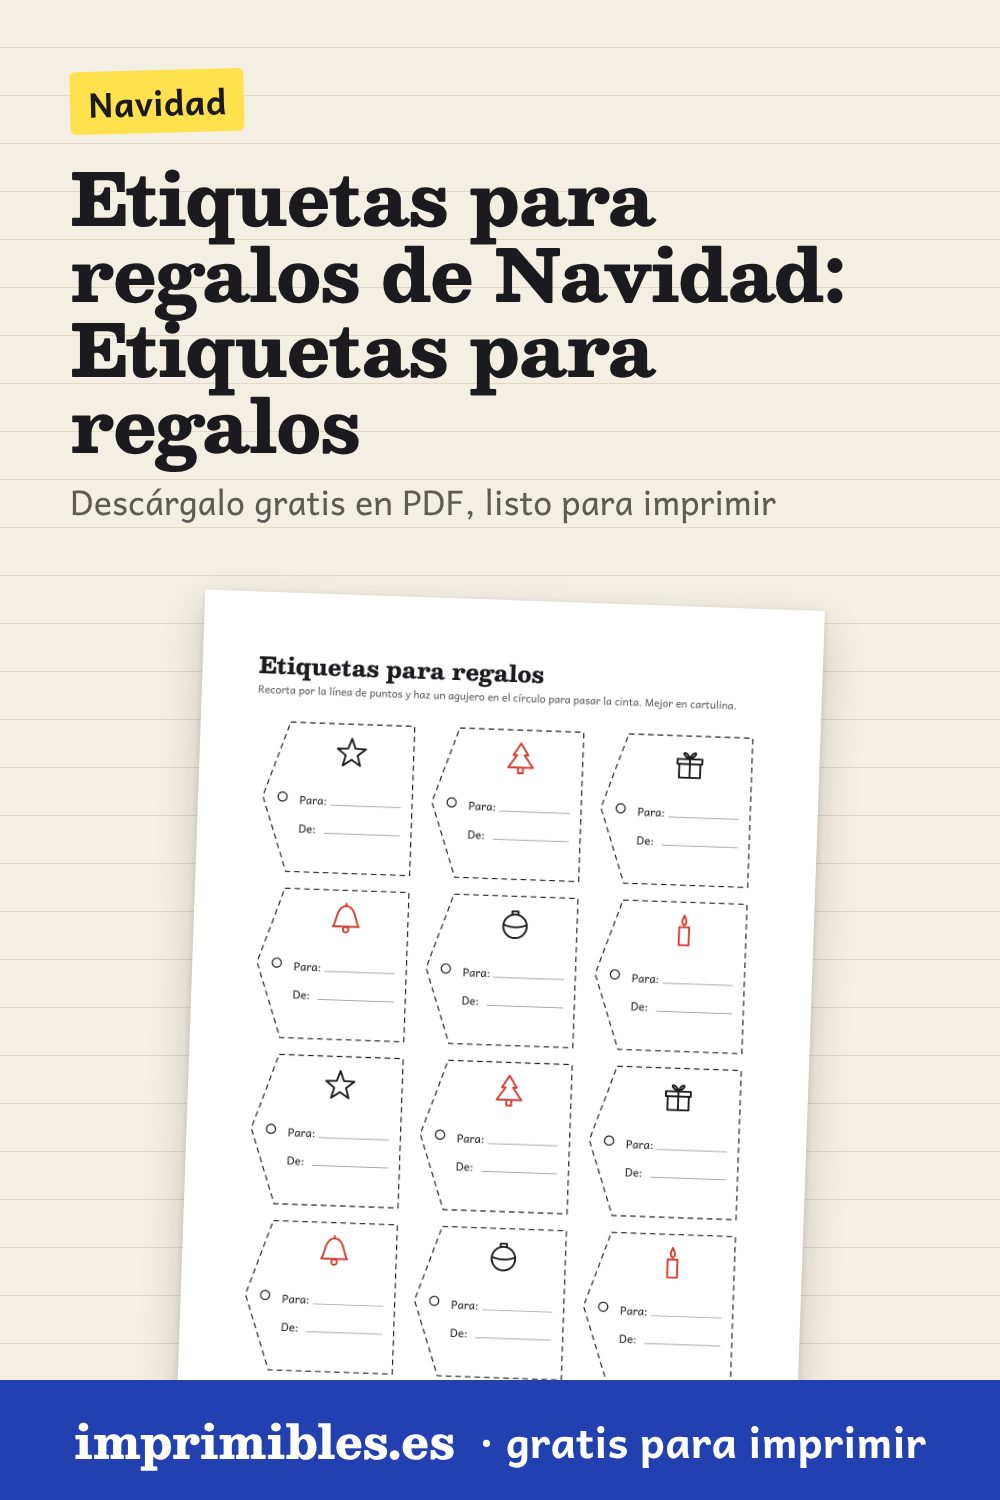 Navidad
Etiquetas para
regalos de Navidad:
Etiquetas para
regalos
Descárgalo gratis en PDF, listo para imprimir
Etiquetas para regalos
Recorta por la línea de puntos y haz un agujero en el círculo para pasar la cinta. Mejor en cartulina.
Para: Para: Para:
De: De: De:
Para: Para: Para:
De: De: De:
Para: Para: Para:
De: De: De:
Para: Para: Para:
De: De: De:
imprimibles.es · gratis para imprimir